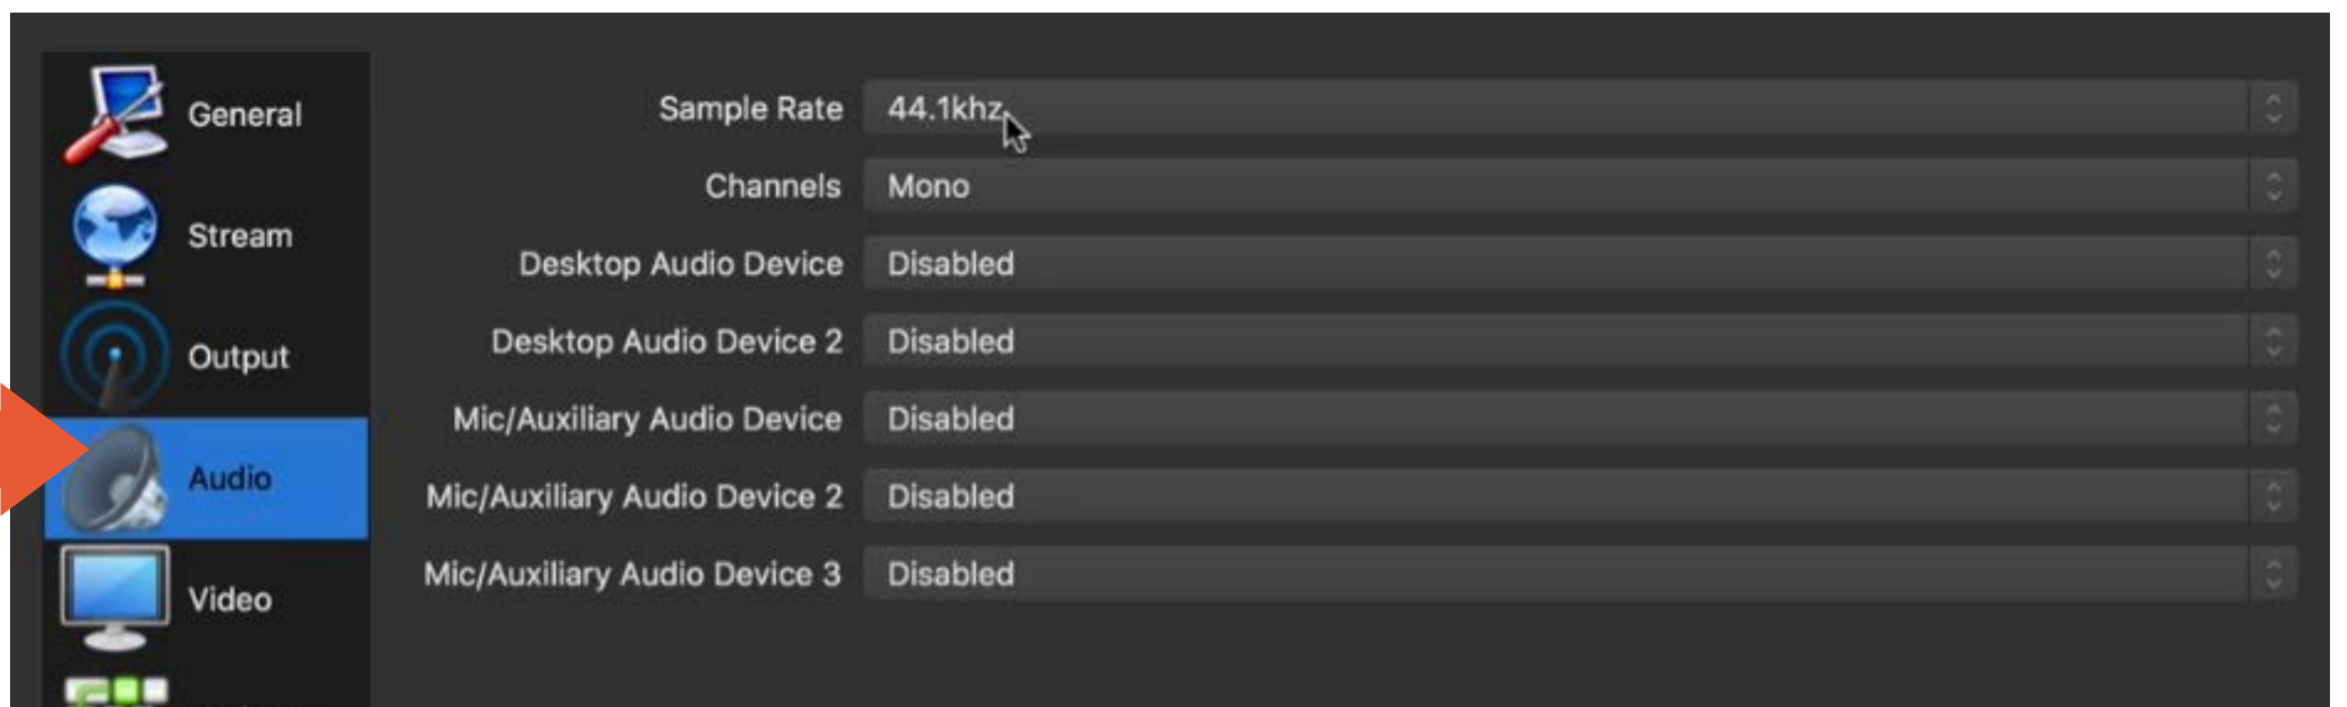 General
Stream
Output
Audio
Video
Sample Rate 44.1khz
Channels Mono
Desktop Audio Device Disabled
Desktop Audio Device 2 Disabled
Mic/Auxiliary Audio Device Disabled
Mic/Auxiliary Audio Device 2 Disabled
Mic/Auxiliary Audio Device 3 Disabled